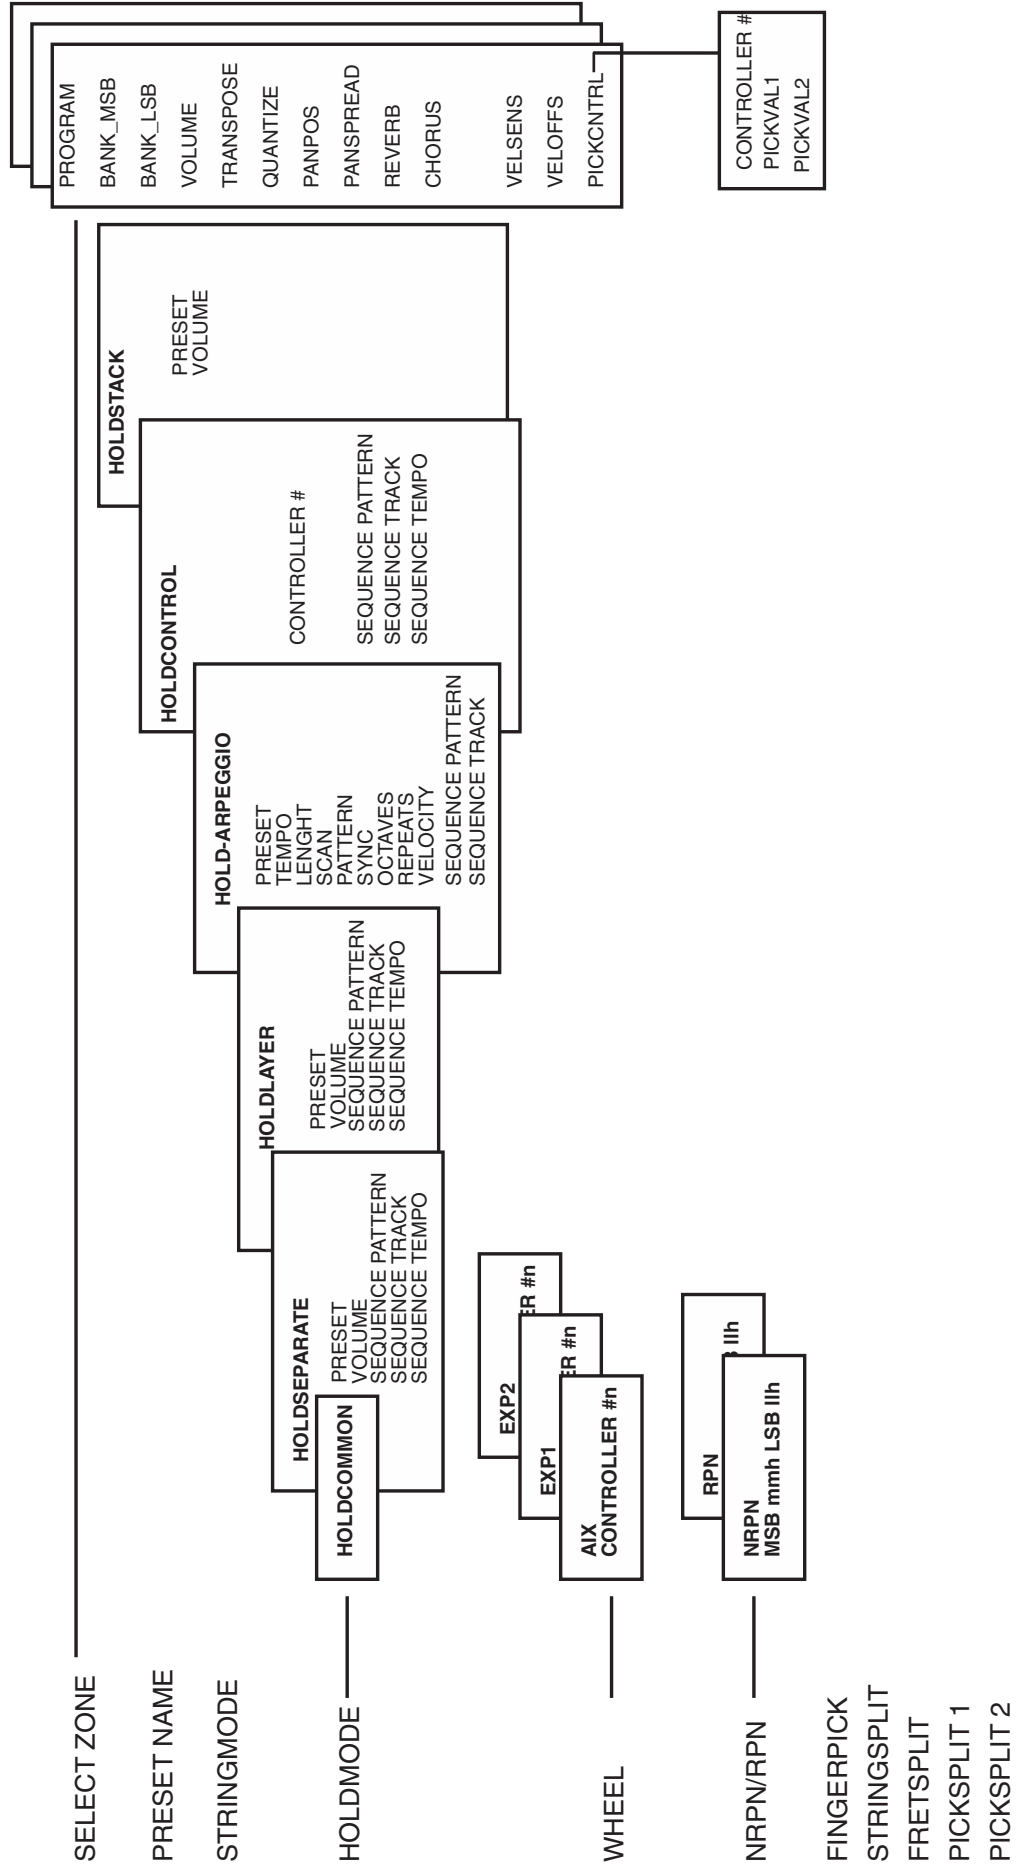 SELECT ZONE
PROGRAM
BANK_MSB
BANK_LSB
VOLUME
TRANSPOSE
QUANTIZE
PANPOS
PANSPREAD
REVERB
CHORUS
VELSENS
VELOFFS
PICKCNTRL
CONTROLLER #
PICKVAL1
PICKVAL2
PRESET NAME
STRINGMODE
HOLDMODE
HOLDCOMMON
HOLDSEPARATE
PRESET
VOLUME
SEQUENCE PATTERN
SEQUENCE TRACK
SEQUENCE TEMPO
HOLDLAYER
PRESET
VOLUME
SEQUENCE PATTERN
SEQUENCE TRACK
SEQUENCE TEMPO
HOLD-ARPEGGIO
PRESET
TEMPO
LENGHT
SCAN
PATTERN
SYNC
OCTAVES
REPEATS
VELOCITY
SEQUENCE PATTERN
SEQUENCE TRACK
HOLDCONTROL
CONTROLLER #
SEQUENCE PATTERN
SEQUENCE TRACK
SEQUENCE TEMPO
HOLDSTACK
PRESET
VOLUME
WHEEL
EXP2
ER #n
EXP1
ER #n
AIX
CONTROLLER #n
NRPN/RPN
RPN
llh
NRPN
MSB mmh LSB llh
FINGERPICK
STRINGSPLIT
FRETSPLIT
PICKSPLIT 1
PICKSPLIT 2